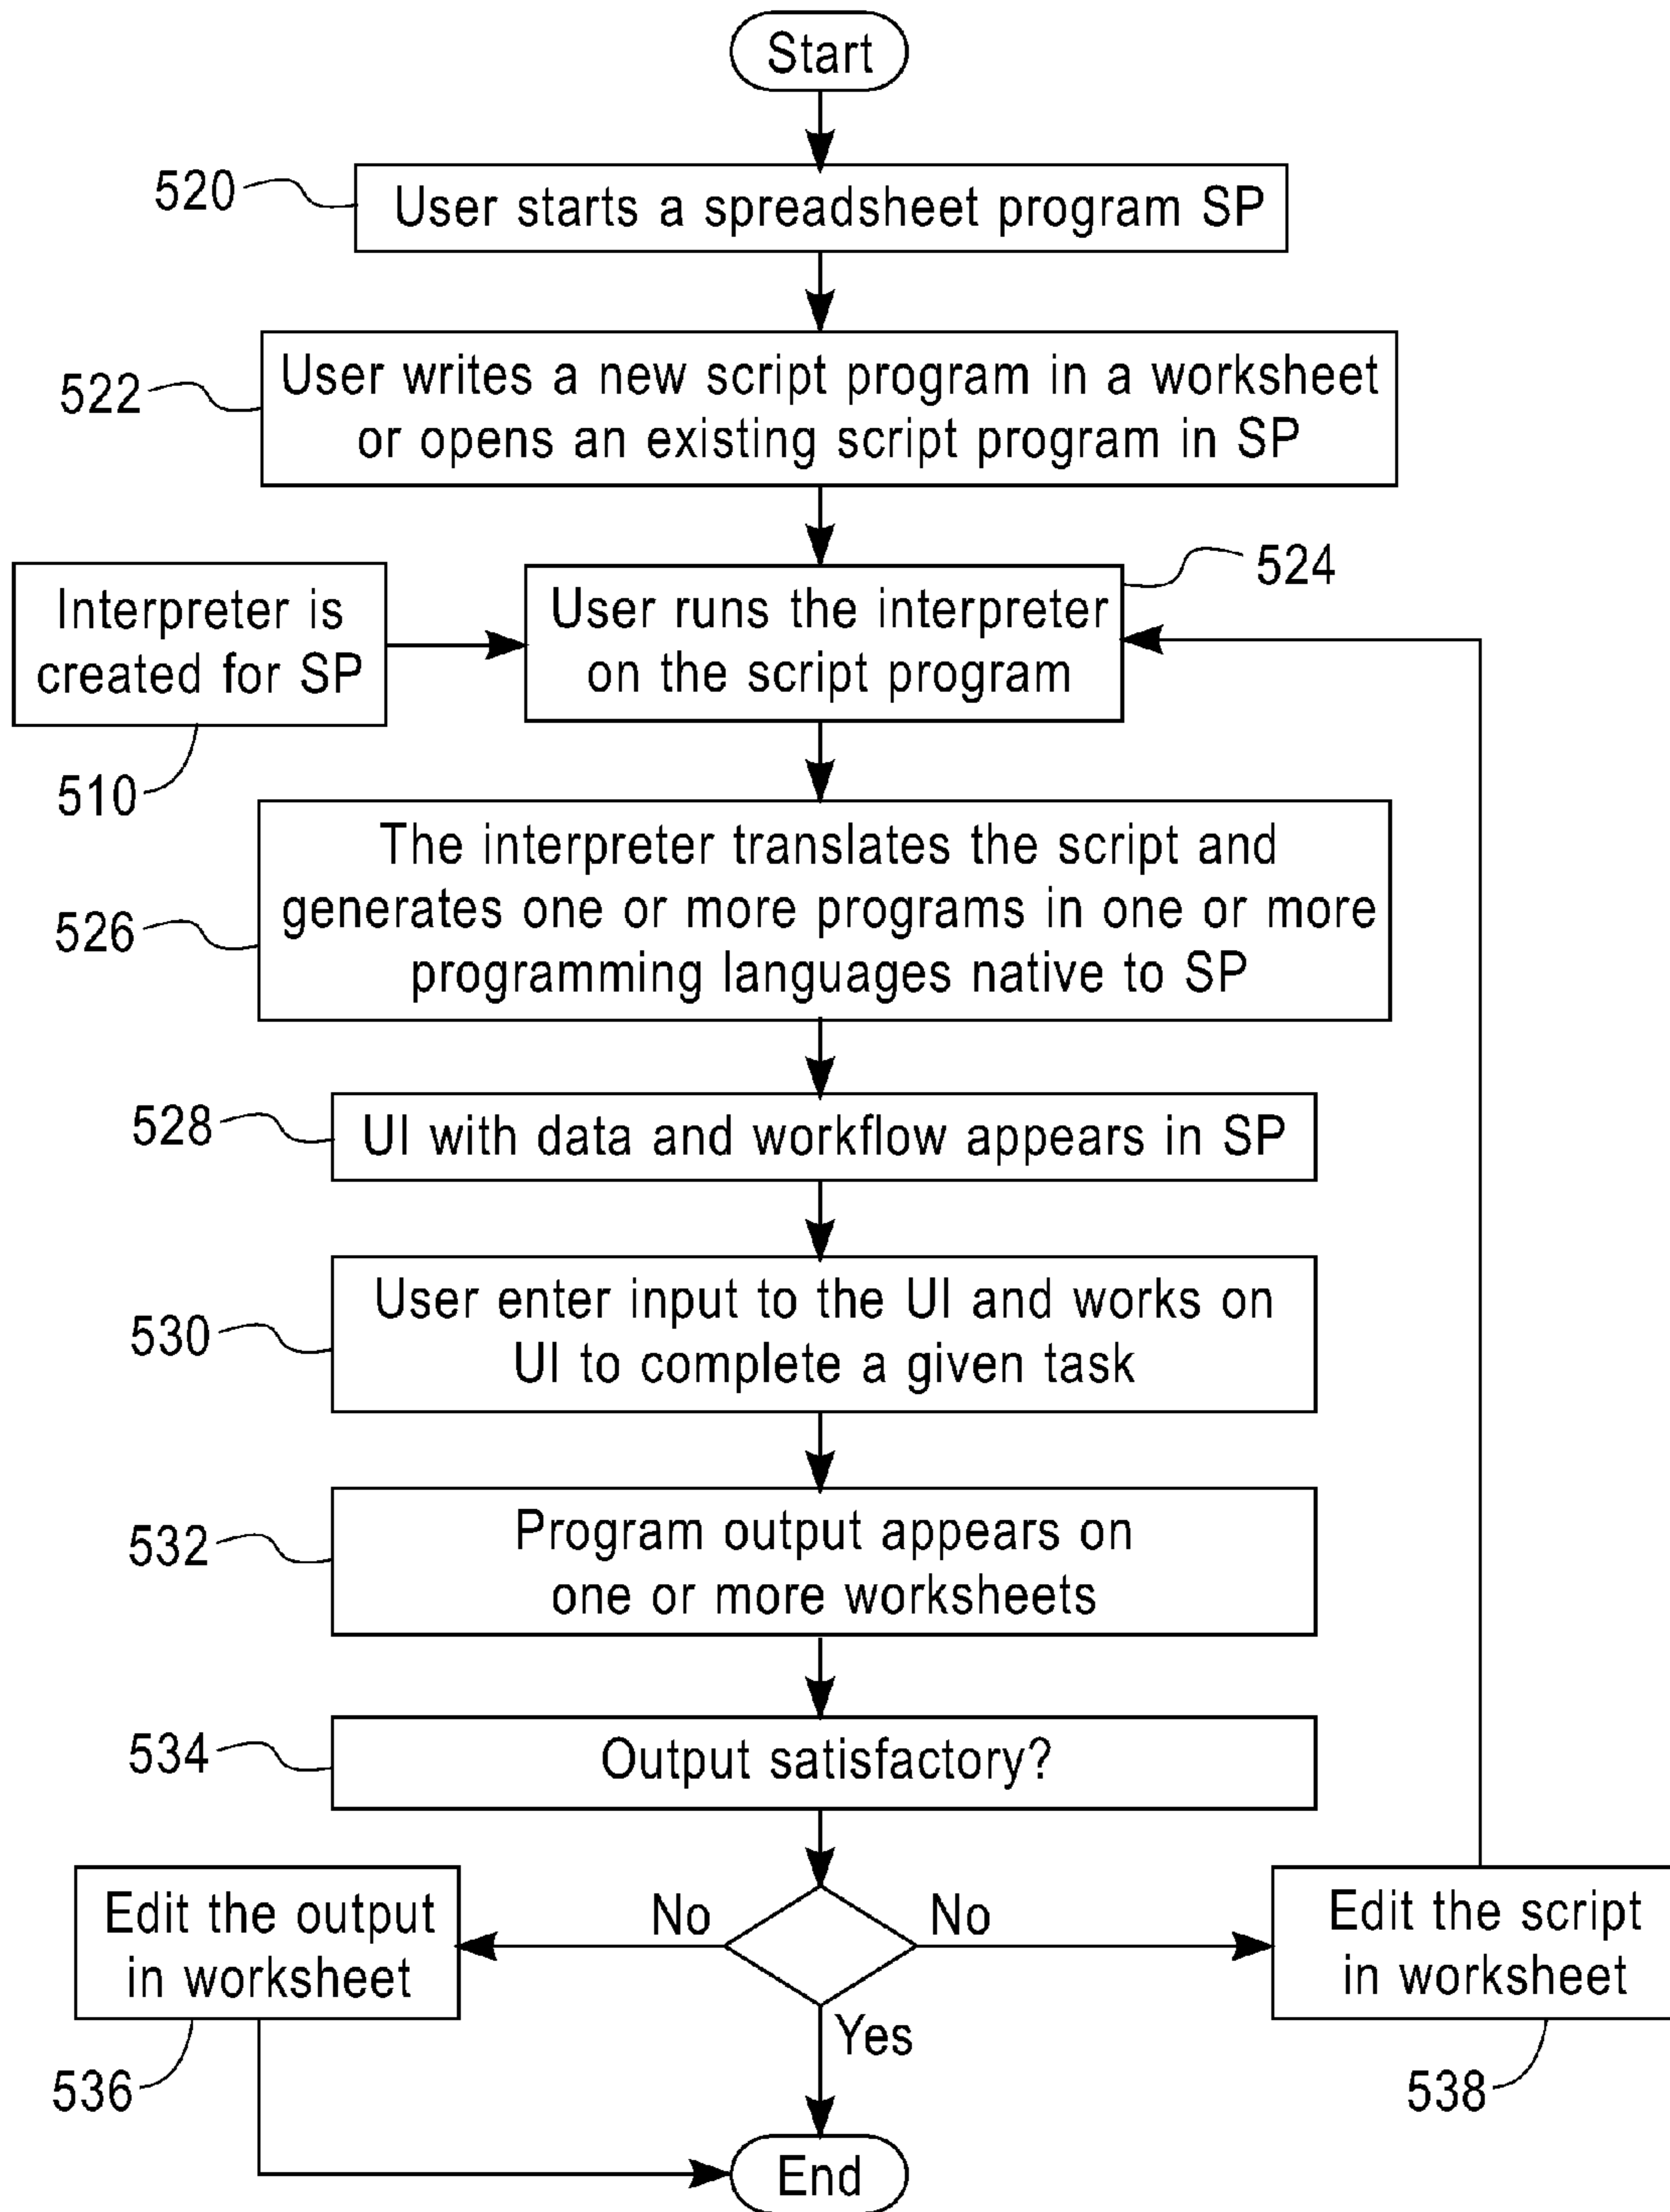 Start
520
User starts a spreadsheet program SP
522
User writes a new script program in a worksheet
or opens an existing script program in SP
524
Interpreter is
created for SP
User runs the interpreter
on the script program
510
The interpreter translates the script and
generates one or more programs in one or more
programming languages native to SP
526
528
UI with data and workflow appears in SP
User enter input to the UI and works on
UI to complete a given task
530
Program output appears on
one or more worksheets
532
534
Output satisfactory?
Edit the output
in worksheet
No
No
Edit the script
in worksheet
Yes
536
538
End